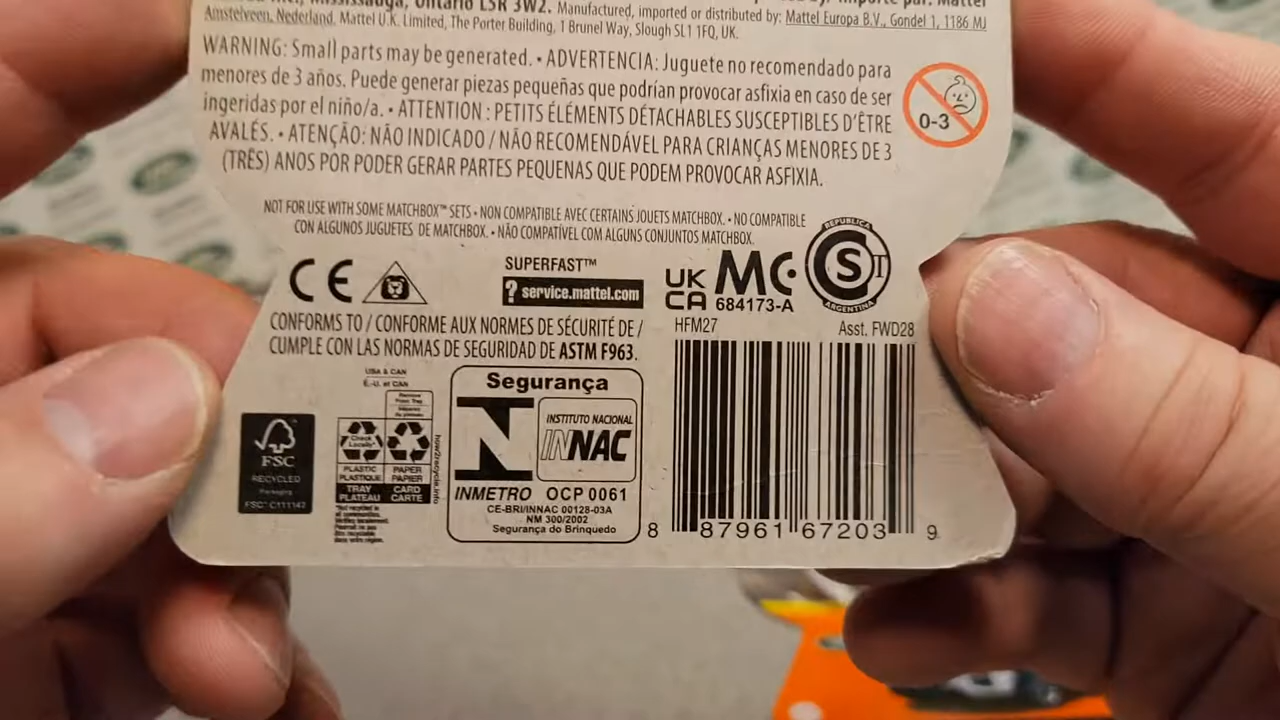 Mississauga, Ontario L5R 3W2. Manufactured, imported or distributed by: Mattel Europa B.V., Gondel 1, 1186 MJ
Amstelveen, Nederland. Mattel U.K. Limited, The Porter Building, 1 Brunel Way, Slough SL1 1FQ, UK.
WARNING: Small parts may be generated. • ADVERTENCIA: Juguete no recomendado para
menores de 3 años. Puede generar piezas pequeñas que podrían provocar asfixia en caso de ser
ingeridas por el niño/a. • ATTENTION : PETITS ÉLÉMENTS DÉTACHABLES SUSCEPTIBLES D'ÊTRE
AVALÉS. • ATENÇÃO: NÃO INDICADO / NÃO RECOMENDÁVEL PARA CRIANÇAS MENORES DE 3
(TRÊS) ANOS POR PODER GERAR PARTES PEQUENAS QUE PODEM PROVOCAR ASFIXIA.
0-3
NOT FOR USE WITH SOME MATCHBOX™ SETS • NON COMPATIBLE AVEC CERTAINS JOUETS MATCHBOX. • NO COMPATIBLE
CON ALGUNOS JUGUETES DE MATCHBOX. • NÃO COMPATÍVEL COM ALGUNS CONJUNTOS MATCHBOX.
CE
SUPERFAST™
? service.mattel.com
UK
CA
MC
684173-A
REPUBLICA
S
ARGENTINA
CONFORMS TO / CONFORME AUX NORMES DE SÉCURITÉ DE /
CUMPLE CON LAS NORMAS DE SEGURIDAD DE ASTM F963.
HFM27
Asst. FWD28
FSC
RECYCLED
Packaging
FSC® C111142
USA & CAN
É.-U. et CAN
Check
Locally*
PLASTIC
PLASTIQUE
PAPER
PAPIER
TRAY
PLATEAU
CARD
CARTE
how2recycle.info
Segurança
INSTITUTO NACIONAL
INNAC
INMETRO OCP 0061
CE-BRI/INNAC 00128-03A
NM 300/2002
Segurança do Brinquedo
8 87961 67203 9